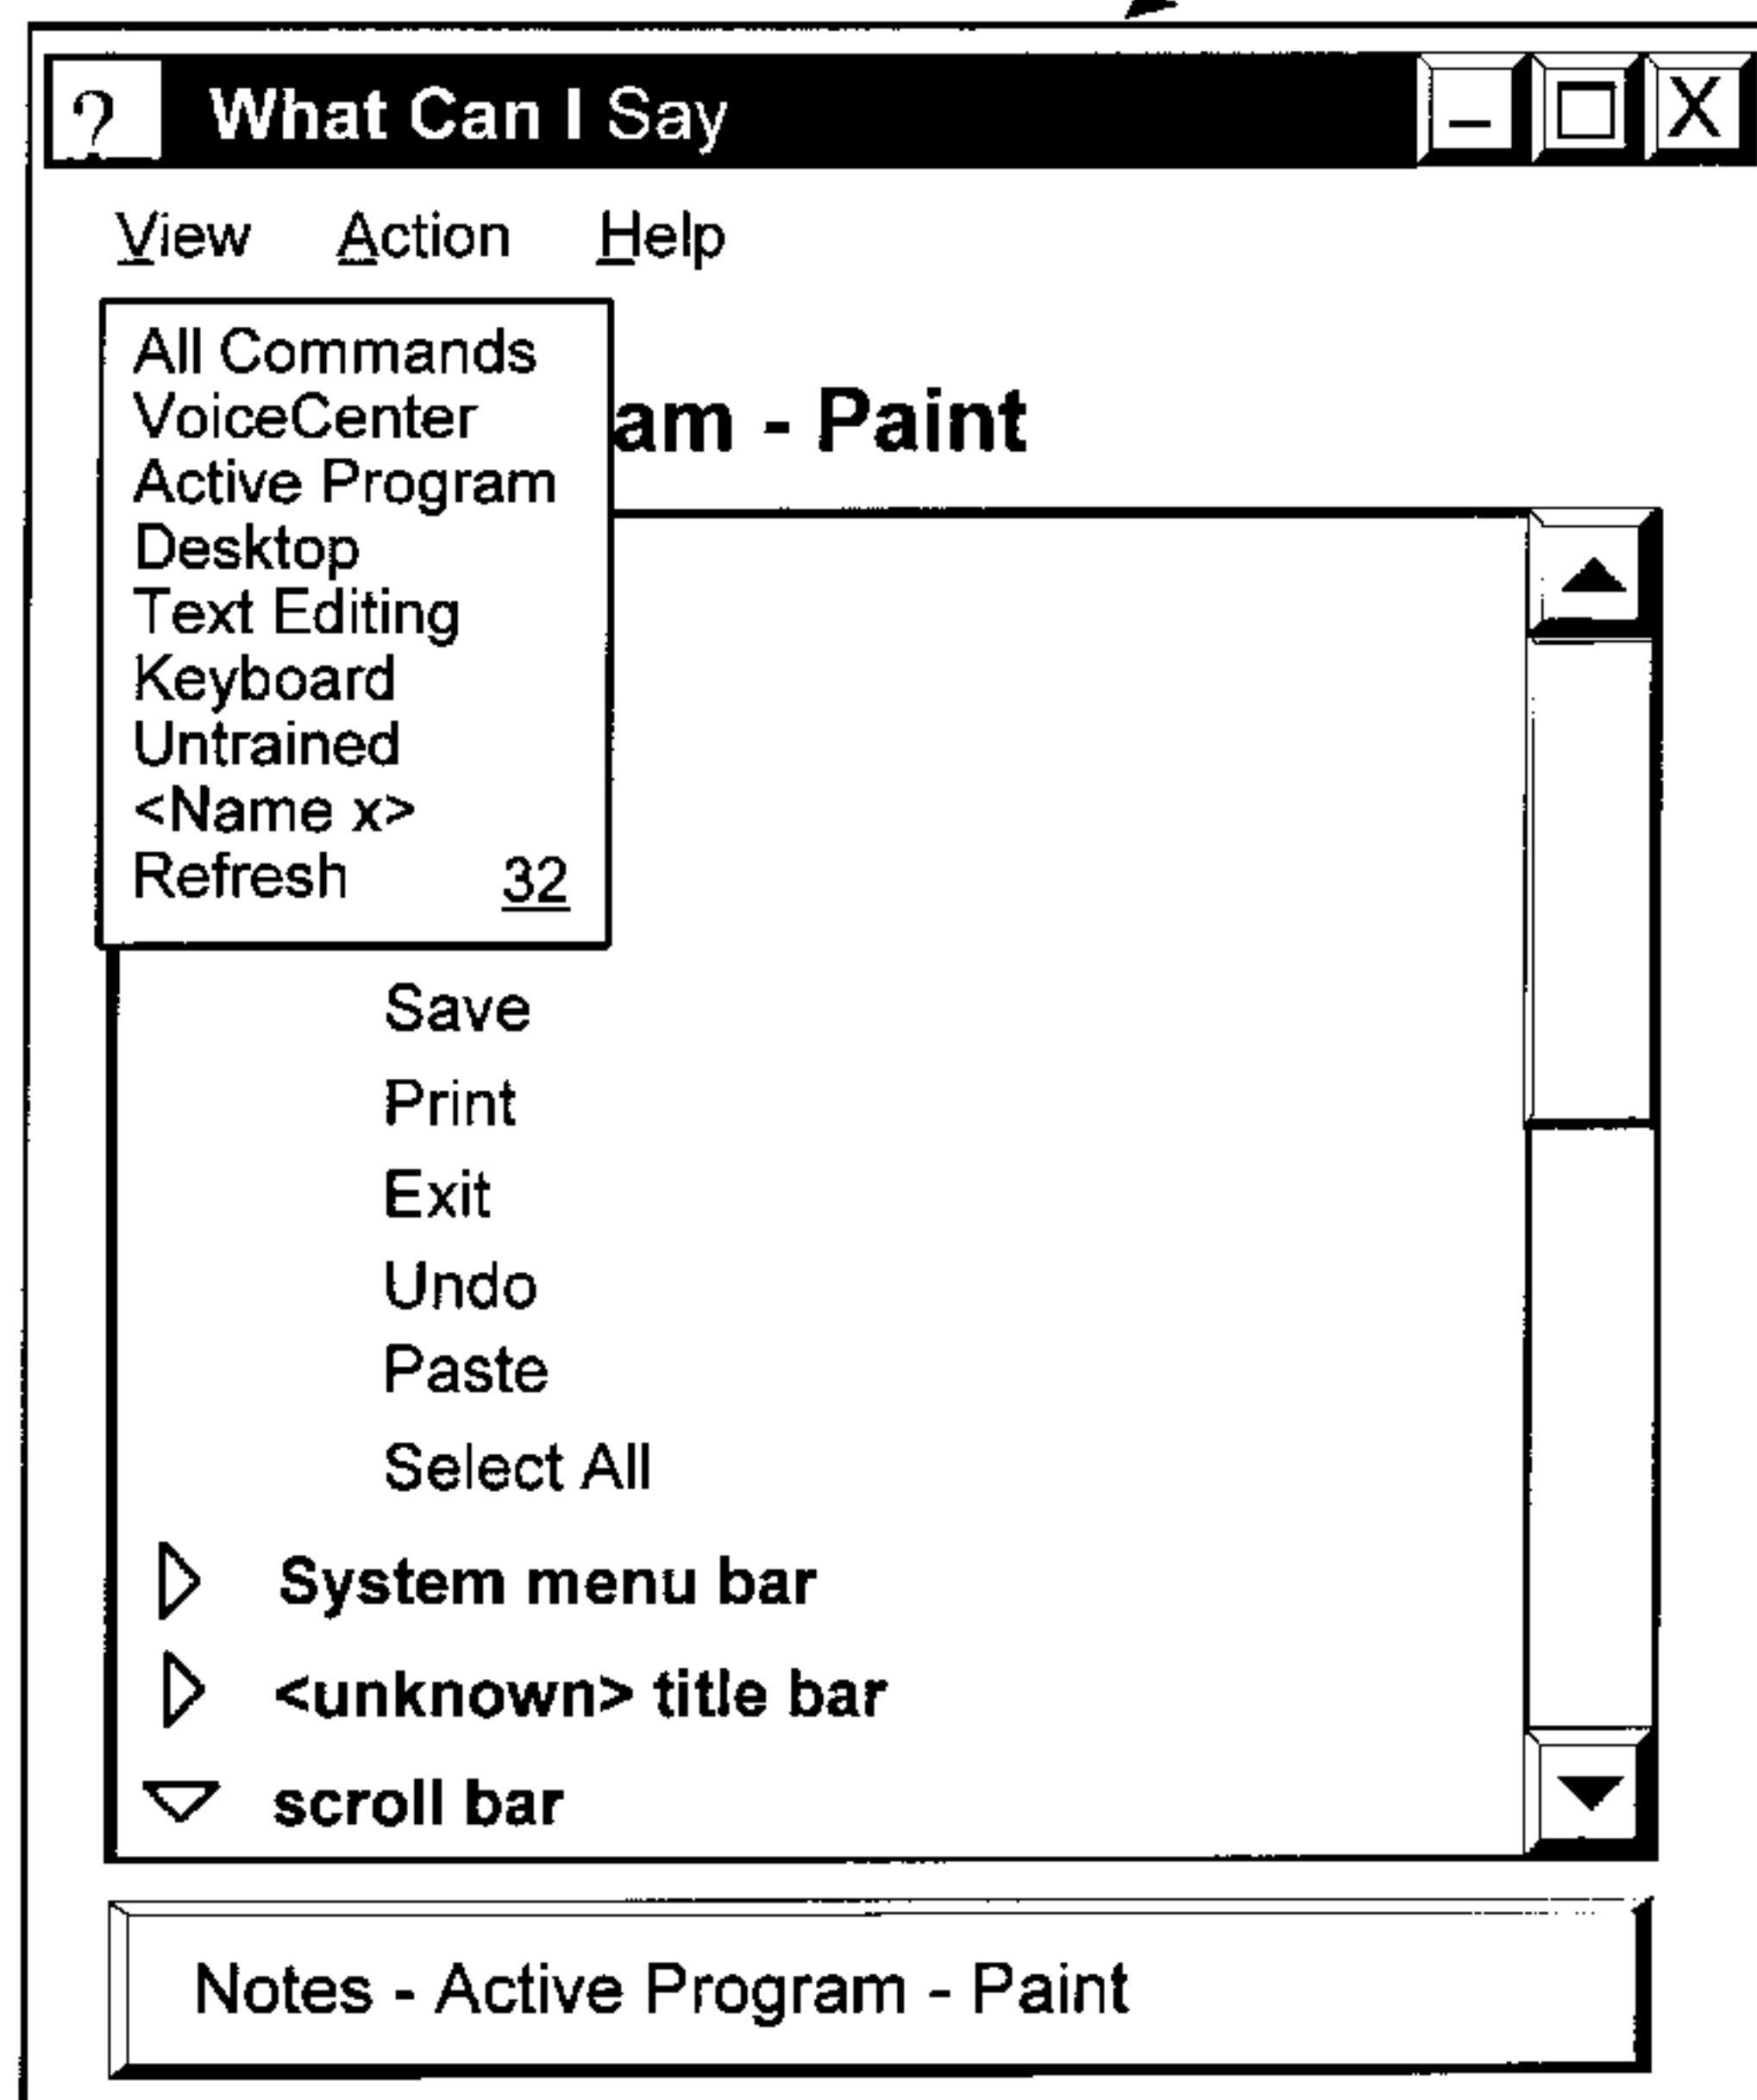 ? What Can I Say – □ X
View Action Help
All Commands
VoiceCenter
am - Paint
Active Program
Desktop
Text Editing
Keyboard
Untrained
<Name x>
Refresh 32
Save
Print
Exit
Undo
Paste
Select All
System menu bar
<unknown> title bar
scroll bar
Notes - Active Program - Paint